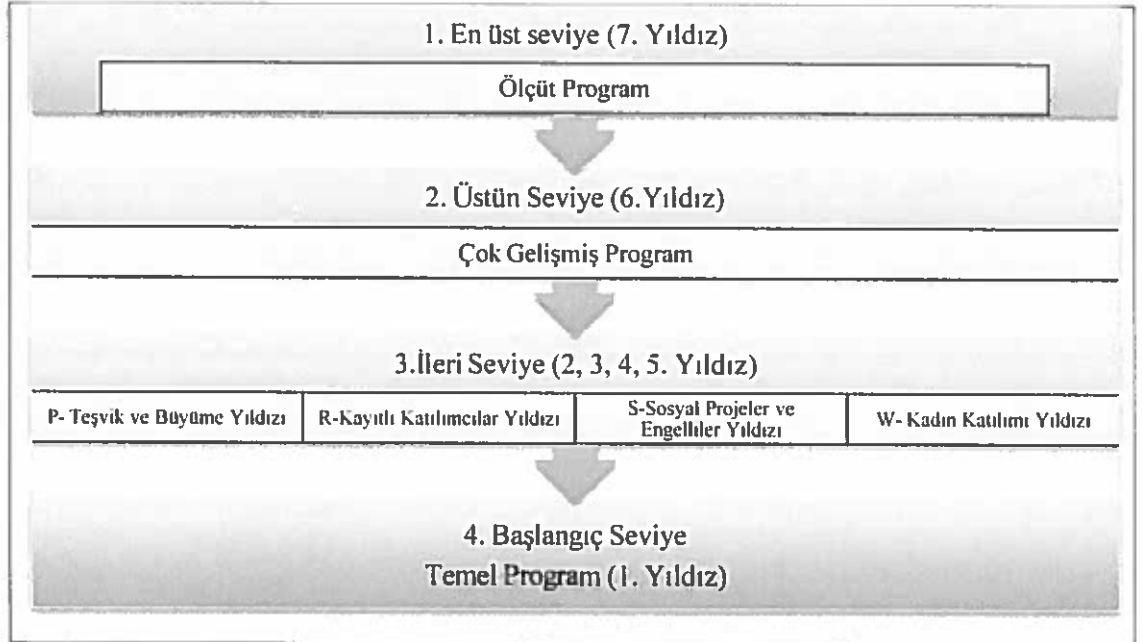 1. En üst seviye (7. Yıldız)
Ölçüt Program
2. Üstün Seviye (6.Yıldız)
Çok Gelişmiş Program
3.İleri Seviye (2, 3, 4, 5. Yıldız)
P- Teşvik ve Büyüme Yıldızı
R-Kayıtlı Katılımcılar Yıldızı
S-Sosyal Projeler ve
Engelliler Yıldızı
W- Kadın Katılımı Yıldızı
4. Başlangıç Seviye
Temel Program (1. Yıldız)